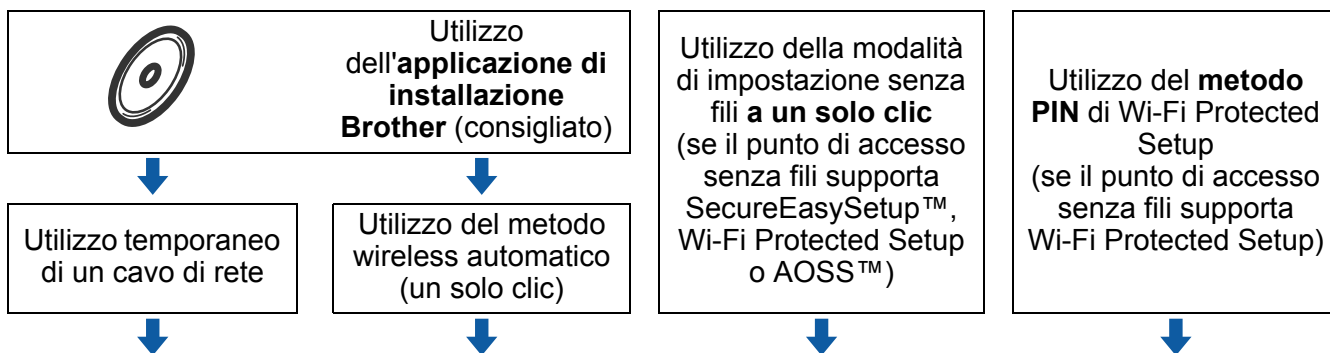 Utilizzo
dell'applicazione di
installazione
Brother (consigliato)
Utilizzo temporaneo
di un cavo di rete
Utilizzo del metodo
wireless automatico
(un solo clic)
Utilizzo della modalità
di impostazione senza
fili a un solo clic
(se il punto di accesso
senza fili supporta
SecureEasySetup™,
Wi-Fi Protected Setup
o AOSS™)
Utilizzo del metodo
PIN di Wi-Fi Protected
Setup
(se il punto di accesso
senza fili supporta
Wi-Fi Protected Setup)